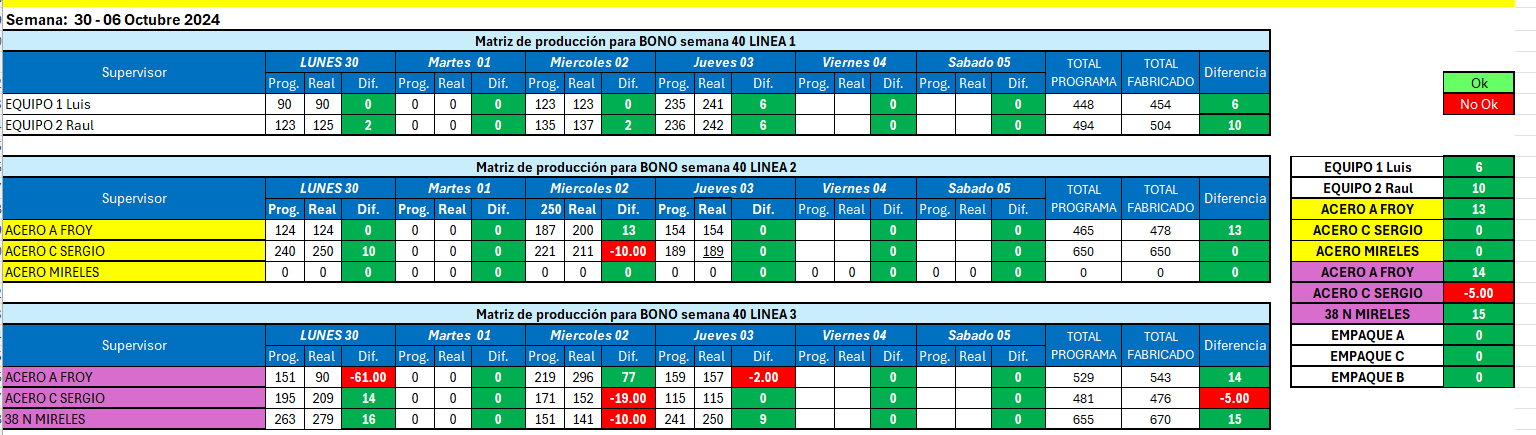 Semana: 30 - 06 Octubre 2024
Matriz de producción para BONO semana 40 LINEA 1
Supervisor LUNES 30 Martes 01 Miercoles 02 Jueves 03 Viernes 04 Sabado 05 TOTAL PROGRAMA TOTAL FABRICADO Diferencia
Prog. Real Dif. Prog. Real Dif. Prog. Real Dif. Prog. Real Dif. Prog. Real Dif. Prog. Real Dif.
EQUIPO 1 Luis 90 90 0 0 0 0 123 123 0 235 241 6 0 0 448 454 6
EQUIPO 2 Raul 123 125 2 0 0 0 135 137 2 236 242 6 0 0 494 504 10
Ok
No Ok
Matriz de producción para BONO semana 40 LINEA 2
Supervisor LUNES 30 Martes 01 Miercoles 02 Jueves 03 Viernes 04 Sabado 05 TOTAL PROGRAMA TOTAL FABRICADO Diferencia
Prog. Real Dif. Prog. Real Dif. 250 Real Dif. Prog. Real Dif. Prog. Real Dif. Prog. Real Dif.
ACERO A FROY 124 124 0 0 0 0 187 200 13 154 154 0 0 0 465 478 13
ACERO C SERGIO 240 250 10 0 0 0 221 211 -10.00 189 189 0 0 0 650 650 0
ACERO MIRELES 0 0 0 0 0 0 0 0 0 0 0 0 0 0 0 0 0 0 0 0 0
Matriz de producción para BONO semana 40 LINEA 3
Supervisor LUNES 30 Martes 01 Miercoles 02 Jueves 03 Viernes 04 Sabado 05 TOTAL PROGRAMA TOTAL FABRICADO Diferencia
Prog. Real Dif. Prog. Real Dif. Prog. Real Dif. Prog. Real Dif. Prog. Real Dif. Prog. Real Dif.
ACERO A FROY 151 90 -61.00 0 0 0 219 296 77 159 157 -2.00 0 0 529 543 14
ACERO C SERGIO 195 209 14 0 0 0 171 152 -19.00 115 115 0 0 0 481 476 -5.00
38 N MIRELES 263 279 16 0 0 0 151 141 -10.00 241 250 9 0 0 655 670 15
EQUIPO 1 Luis 6
EQUIPO 2 Raul 10
ACERO A FROY 13
ACERO C SERGIO 0
ACERO MIRELES 0
ACERO A FROY 14
ACERO C SERGIO -5.00
38 N MIRELES 15
EMPAQUE A 0
EMPAQUE C 0
EMPAQUE B 0